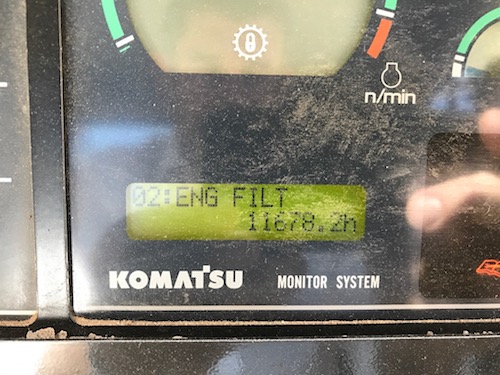 n/min
02:ENG FILT
11678.2h
KOMATSU
MONITOR SYSTEM